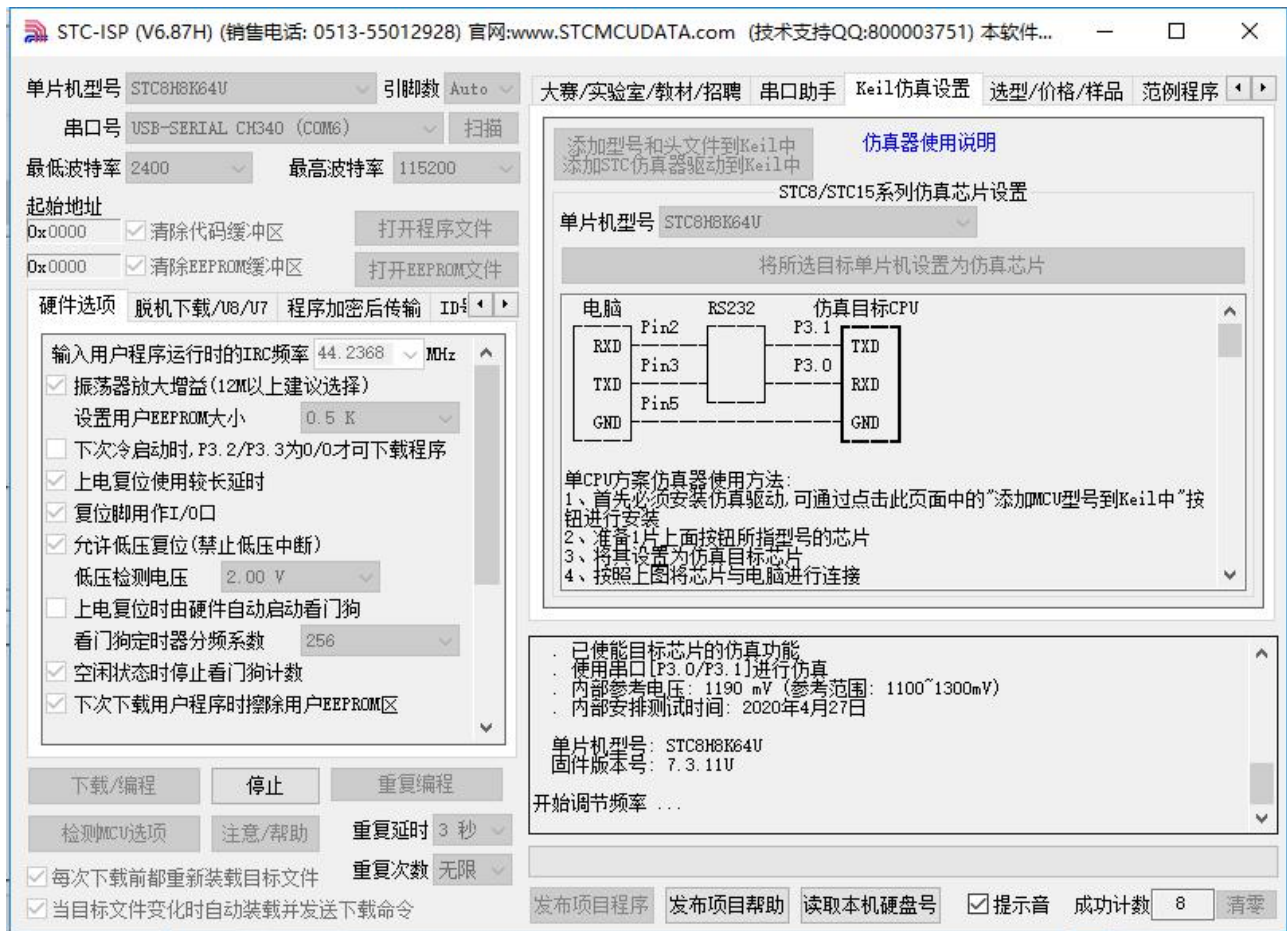 STC-ISP (V6.87H) (销售电话: 0513-55012928) 官网:www.STCMCUDATA.com (技术支持QQ:800003751) 本软件...
单片机型号 STC8H8K64U 引脚数 Auto
串口号 USB-SERIAL CH340 (COM6) 扫描
最低波特率 2400 最高波特率 115200
起始地址
0x0000 清除代码缓冲区 打开程序文件
0x0000 清除EEPROM缓冲区 打开EEPROM文件
硬件选项 脱机下载/U8/U7 程序加密后传输
输入用户程序运行时的IRC频率 44.2368 MHz
振荡器放大增益(12M以上建议选择)
设置用户EEPROM大小 0.5 K
下次冷启动时,P3.2/P3.3为0/0才可下载程序
上电复位使用较长延时
复位脚用作I/O口
允许低压复位(禁止低压中断)
低压检测电压 2.00 V
上电复位时由硬件自动启动看门狗
看门狗定时器分频系数 256
空闲状态时停止看门狗计数
下次下载用户程序时擦除用户EEPROM区
下载/编程 停止 重复编程
检测MCU选项 注意/帮助 重复延时 3 秒
重复次数 无限
每次下载前都重新装载目标文件
当目标文件变化时自动装载并发送下载命令
大赛/实验室/教材/招聘 串口助手 Keil仿真设置 选型/价格/样品 范例程序
添加型号和头文件到Keil中
添加STC仿真器驱动到Keil中
仿真器使用说明
STC8/STC15系列仿真芯片设置
单片机型号 STC8H8K64U
将所选目标单片机设置为仿真芯片
电脑 RS232 仿真目标CPU
Pin2 P3.1
RXD TXD
Pin3 P3.0
TXD RXD
Pin5
GND GND
单CPU方案仿真器使用方法:
1、首先必须安装仿真驱动,可通过点击此页面中的"添加MCU型号到Keil中"按
钮进行安装
2、准备1片上面按钮所指型号的芯片
3、将其设置为仿真目标芯片
4、按照上图将芯片与电脑进行连接
. 已使能目标芯片的仿真功能
. 使用串口[P3.0/P3.1]进行仿真
. 内部参考电压: 1190 mV (参考范围: 1100~1300mV)
. 内部安排测试时间: 2020年4月27日
单片机型号: STC8H8K64U
固件版本号: 7.3.11U
开始调节频率 ...
发布项目程序 发布项目帮助 读取本机硬盘号 提示音 成功计数 8 清零